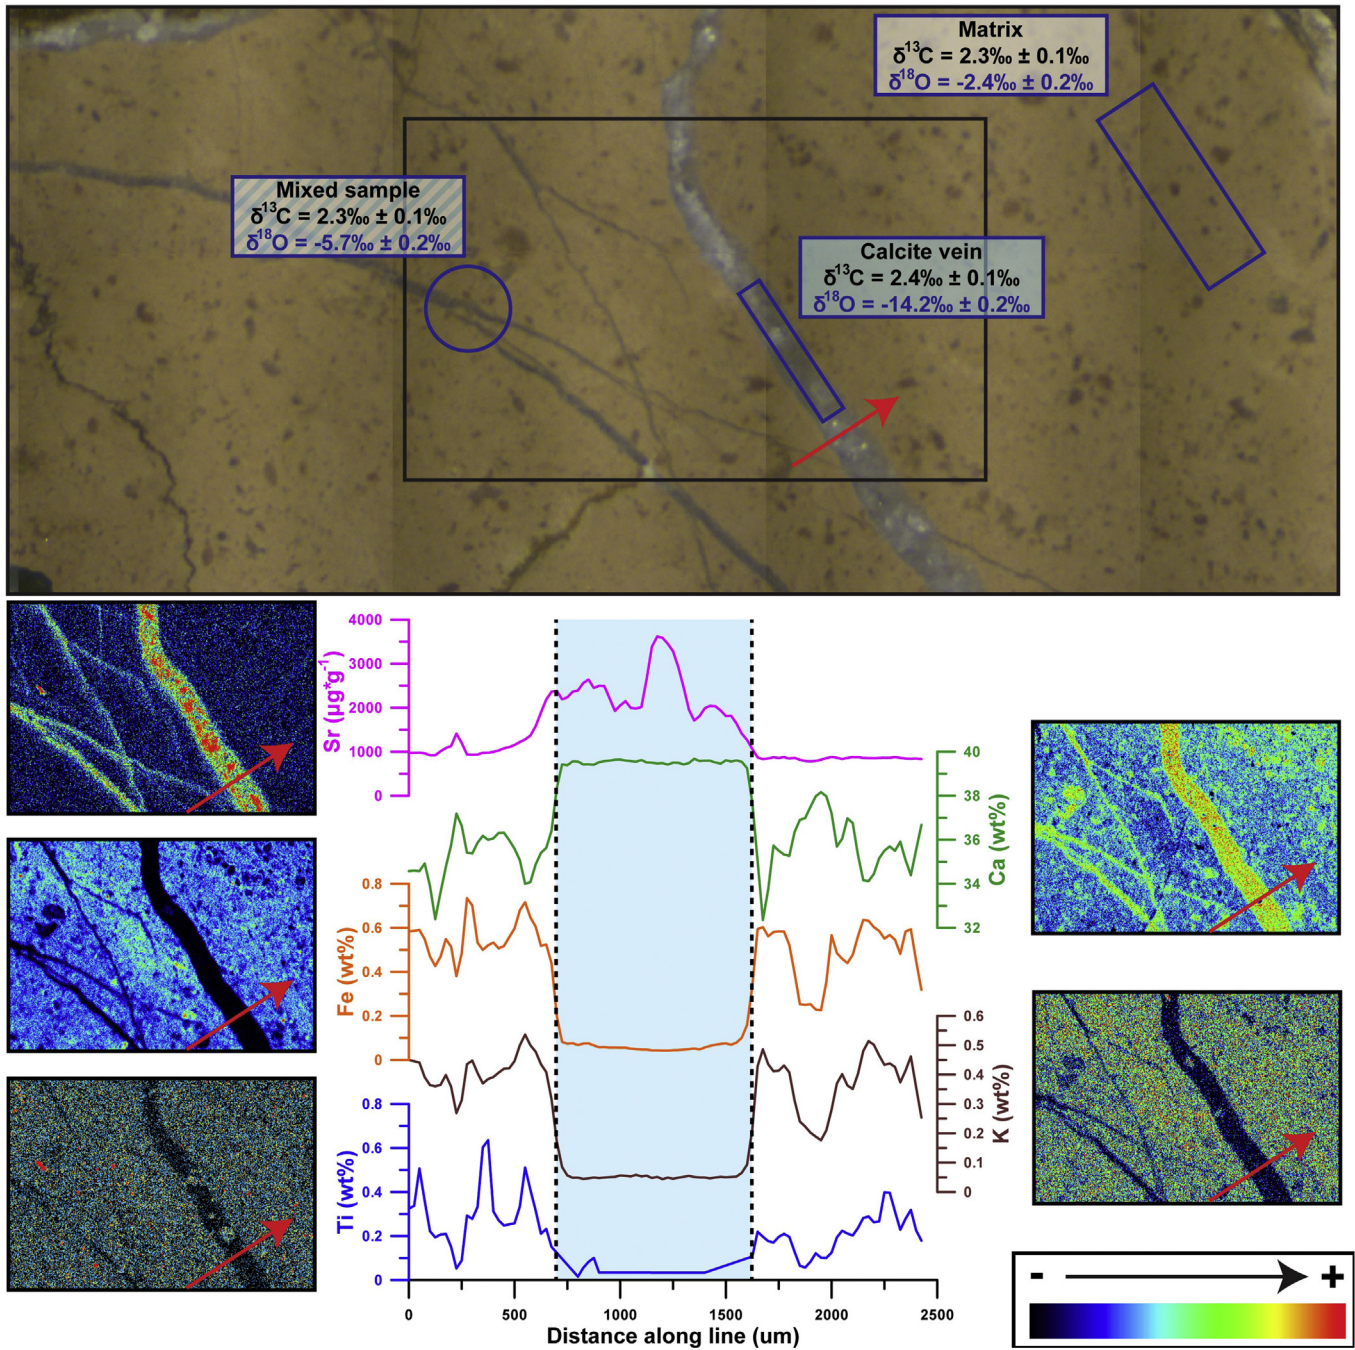 Matrix
δ¹³C = 2.3‰ ± 0.1‰
δ¹⁸O = -2.4‰ ± 0.2‰
Mixed sample
δ¹³C = 2.3‰ ± 0.1‰
δ¹⁸O = -5.7‰ ± 0.2‰
Calcite vein
δ¹³C = 2.4‰ ± 0.1‰
δ¹⁸O = -14.2‰ ± 0.2‰
Sr (µg*g⁻¹)
4000
3000
2000
1000
0
Ca (wt%)
40
38
36
34
32
Fe (wt%)
0.8
0.6
0.4
0.2
0
K (wt%)
0.6
0.5
0.4
0.3
0.2
0.1
0
Ti (wt%)
0.8
0.6
0.4
0.2
0
0 500 1000 1500 2000 2500
Distance along line (um)
- +